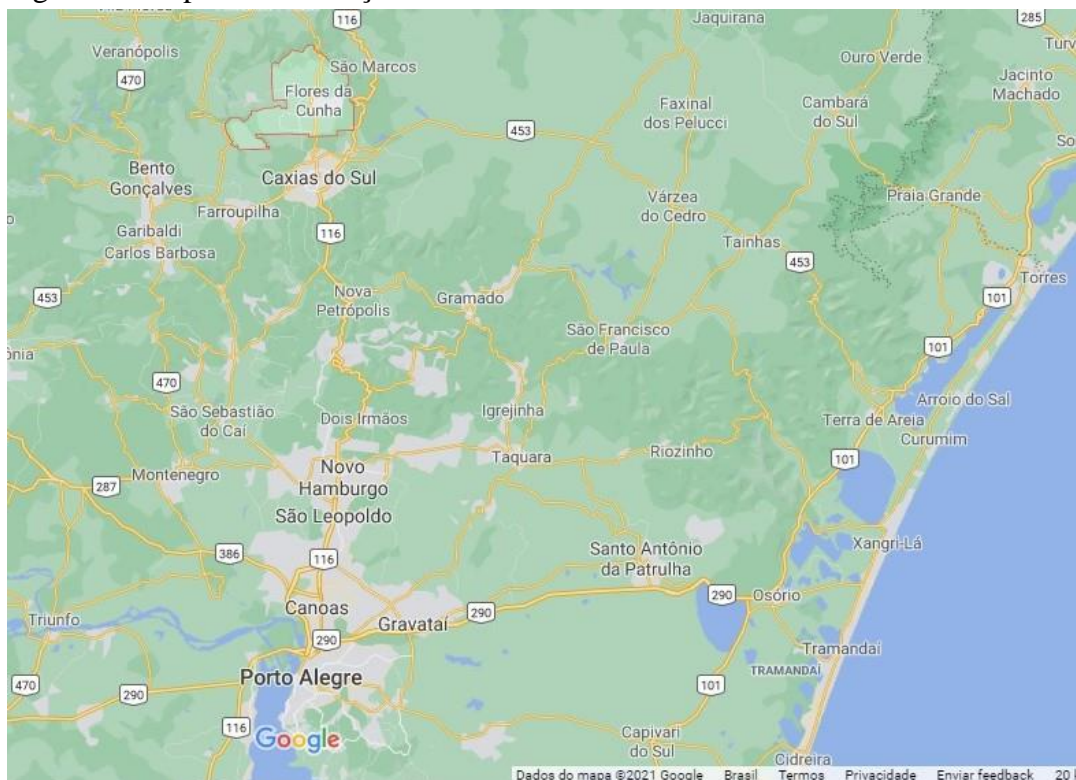 116
Jaquirana
285
Veranópolis
Ouro Verde
Turv
470
São Marcos
Jacinto
Machado
Flores da
Cunha
Faxinal
dos Pelucci
Cambará
do Sul
453
So
Bento
Gonçalves
Caxias do Sul
Várzea
do Cedro
Praia Grande
Farroupilha
Garibaldi
116
Tainhas
Carlos Barbosa
453
Torres
453
Nova
Petrópolis
Gramado
101
São Francisco
de Paula
101
ônia
470
Arroio do Sal
São Sebastião
do Caí
Dois Irmãos
Igrejinha
Terra de Areia
Curumim
Riozinho
Taquara
101
Montenegro
Novo
Hamburgo
287
São Leopoldo
386
116
Santo Antônio
da Patrulha
Xangri-Lá
290
Osório
Canoas
290
Triunfo
Gravataí
290
Tramandaí
Porto Alegre
TRAMANDAÍ
470
290
101
116
Google
Capivari
do Sul
Cidreira
Dados do mapa ©2021 Google Brasil Termos Privacidade Enviar feedback 20